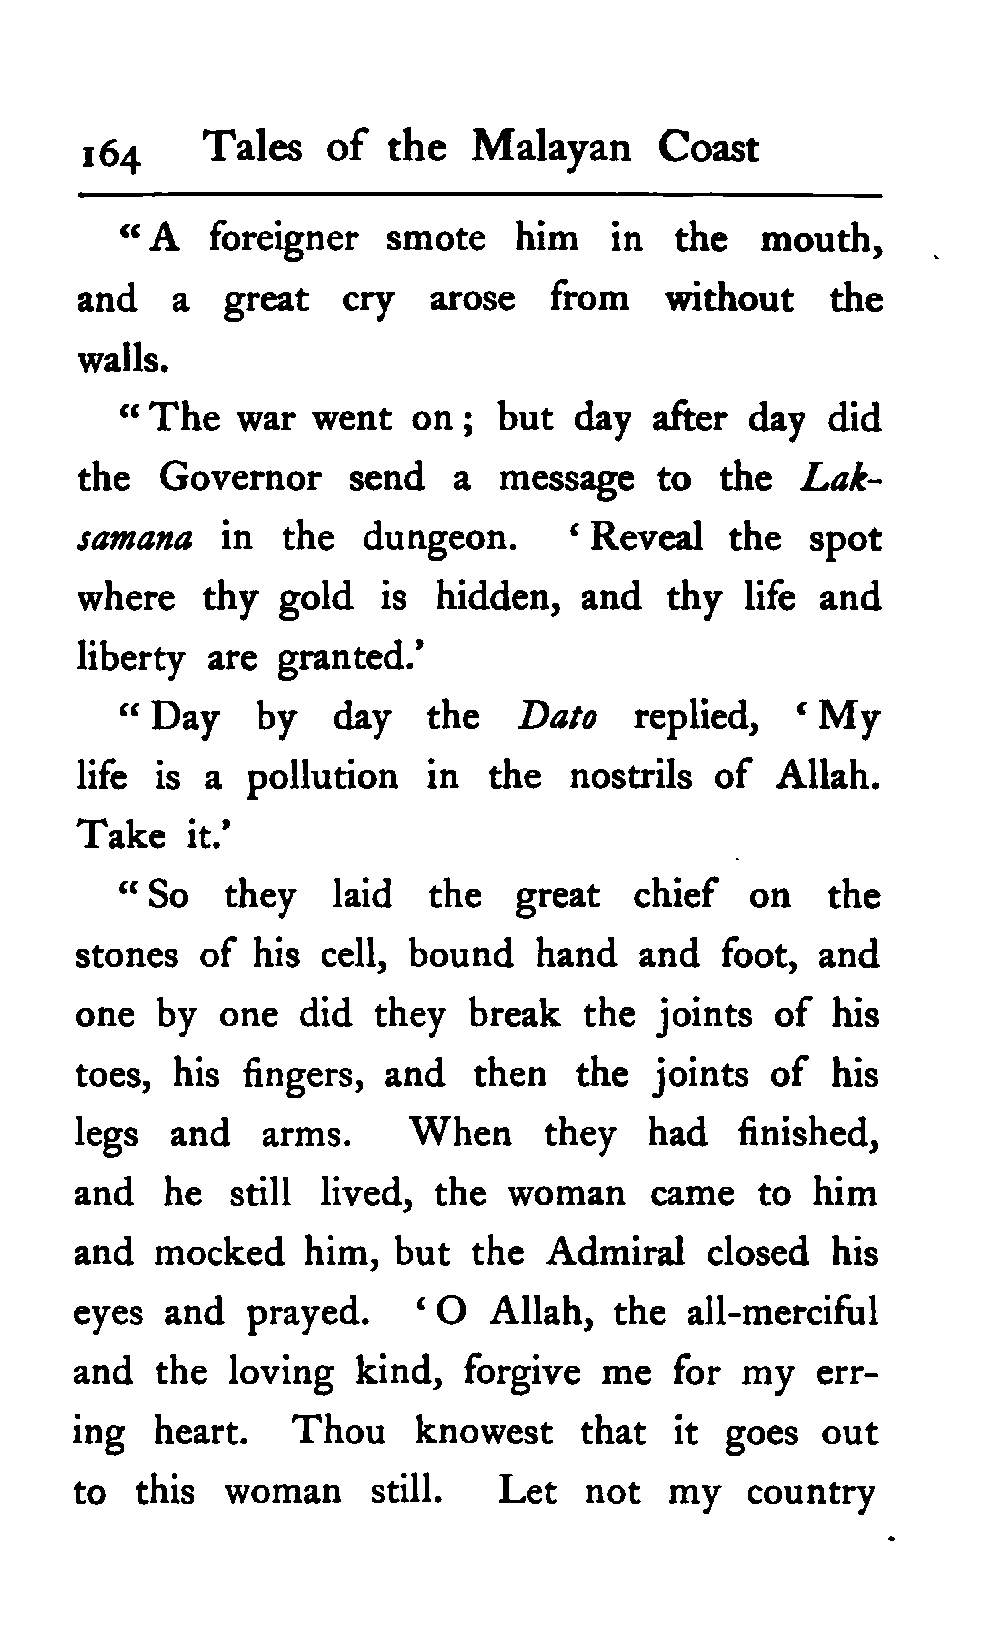 164 Tales of the Malayan Coast
“A foreigner smote him in the mouth,
and a great cry arose from without the
walls.
“The war went on; but day after day did
the Governor send a message to the Lak-
samana in the dungeon. ‘Reveal the spot
where thy gold is hidden, and thy life and
liberty are granted.’
“Day by day the Dato replied, ‘My
life is a pollution in the nostrils of Allah.
Take it.’
“So they laid the great chief on the
stones of his cell, bound hand and foot, and
one by one did they break the joints of his
toes, his fingers, and then the joints of his
legs and arms. When they had finished,
and he still lived, the woman came to him
and mocked him, but the Admiral closed his
eyes and prayed. ‘O Allah, the all-merciful
and the loving kind, forgive me for my err-
ing heart. Thou knowest that it goes out
to this woman still. Let not my country